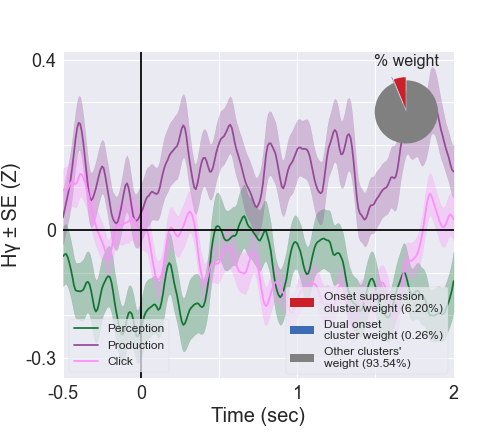 % weight
0.4
0
-0.3
Hγ ± SE (Z)
Perception
Production
Click
Onset suppression
cluster weight (6.20%)
Dual onset
cluster weight (0.26%)
Other clusters'
weight (93.54%)
-0.5
0
1
2
Time (sec)